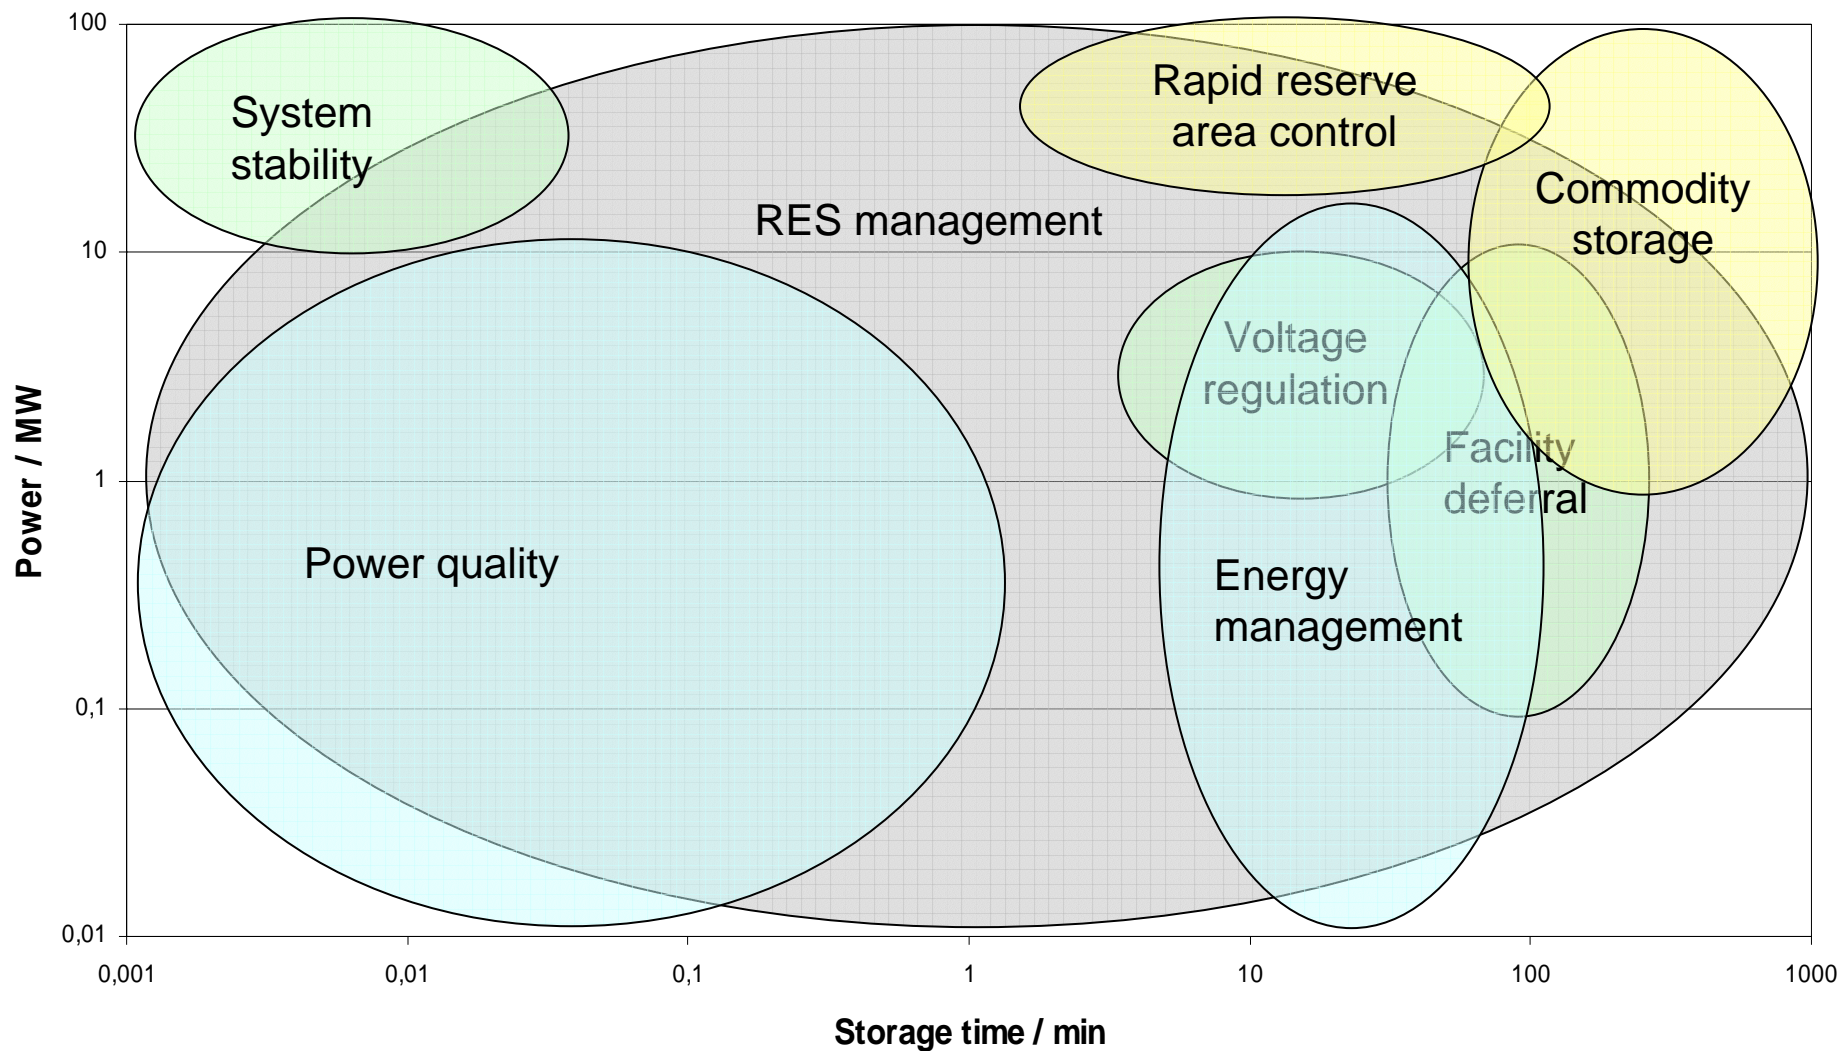 100
10
1
0,1
0,01
Power / MW
System
stability
Rapid reserve
area control
Commodity
storage
RES management
Voltage
regulation
Facility
deferral
Power quality
Energy
management
0,001
0,01
0,1
1
10
100
1000
Storage time / min